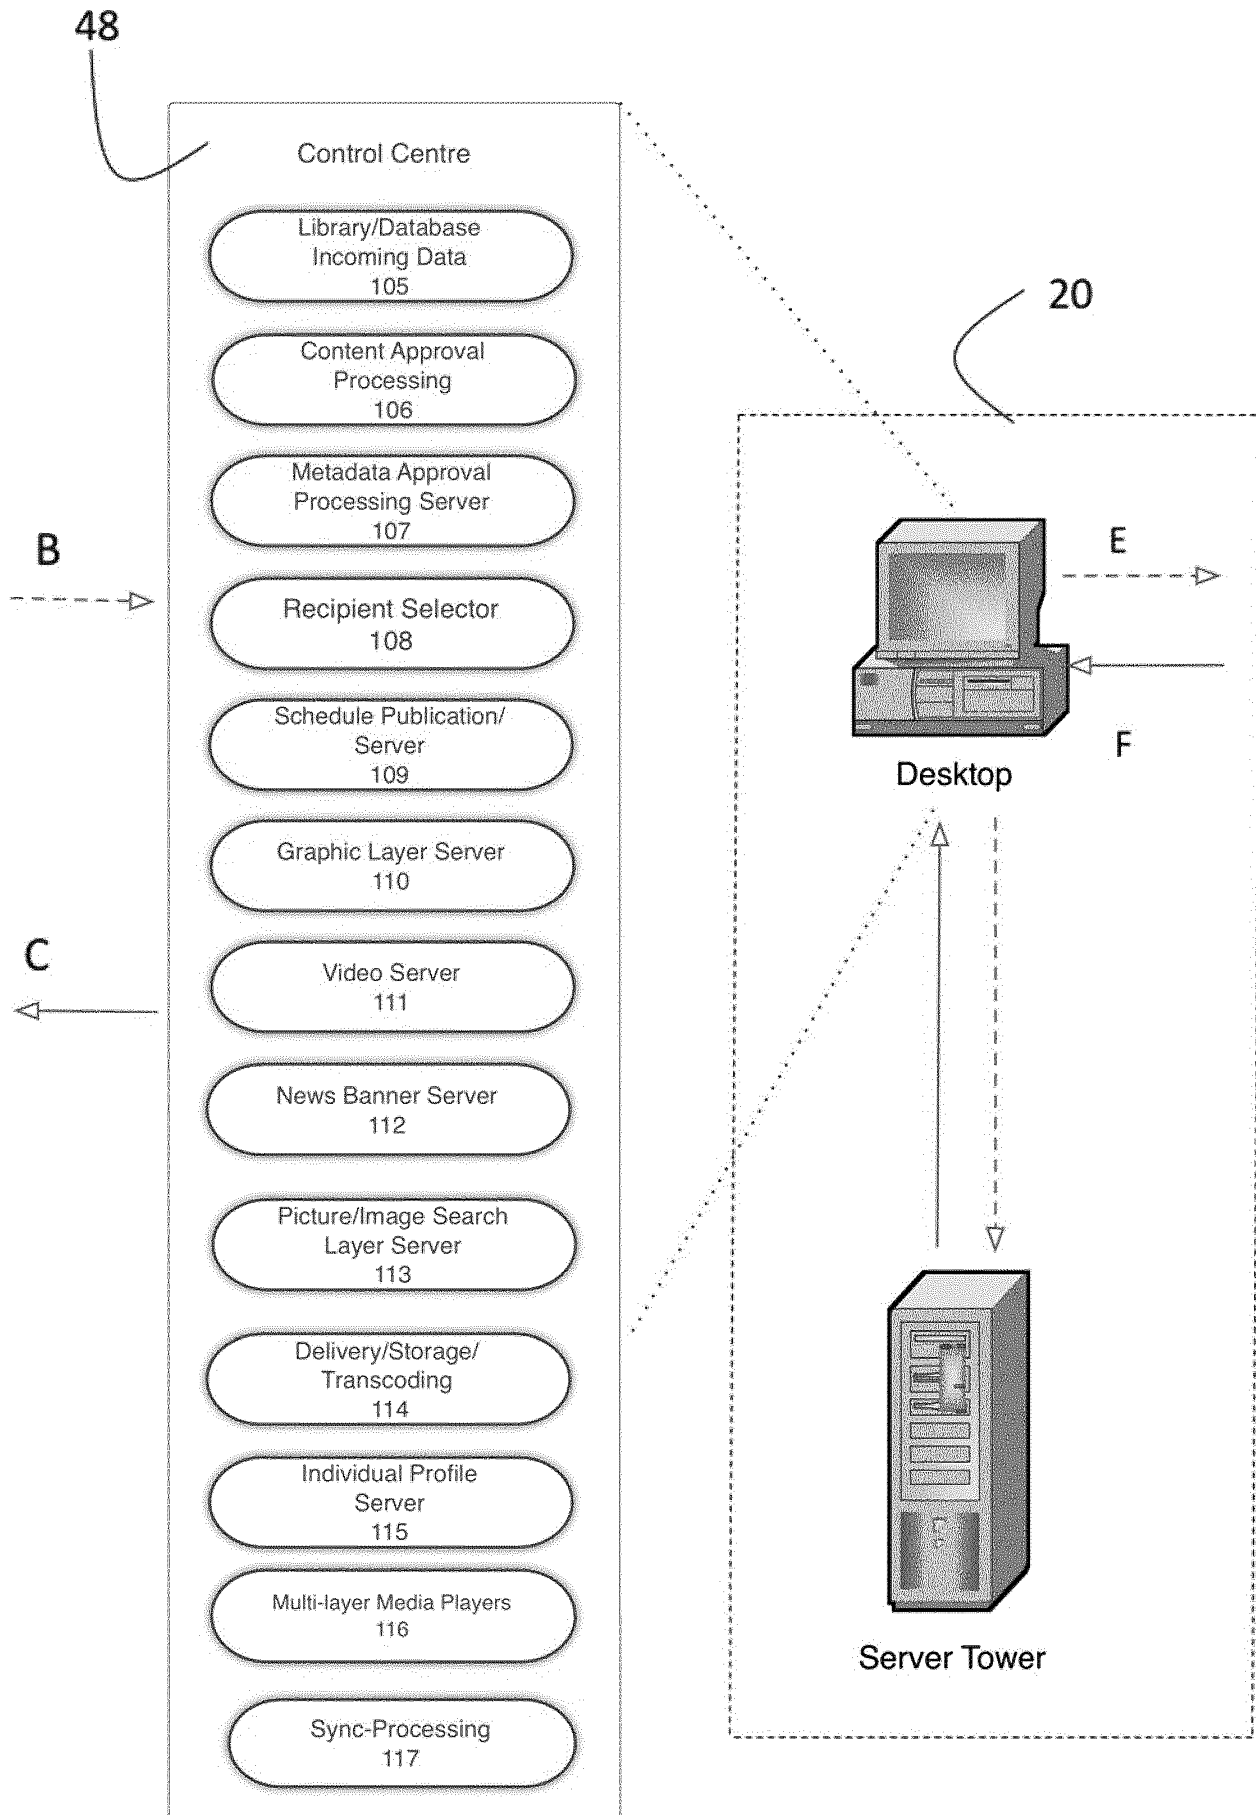 48
Control Centre
Library/Database
Incoming Data
105
Content Approval
Processing
106
Metadata Approval
Processing Server
107
Recipient Selector
108
Schedule Publication/
Server
109
Graphic Layer Server
110
Video Server
111
News Banner Server
112
Picture/Image Search
Layer Server
113
Delivery/Storage/
Transcoding
114
Individual Profile
Server
115
Multi-layer Media Players
116
Sync-Processing
117
B
C
20
E
F
Desktop
Server Tower